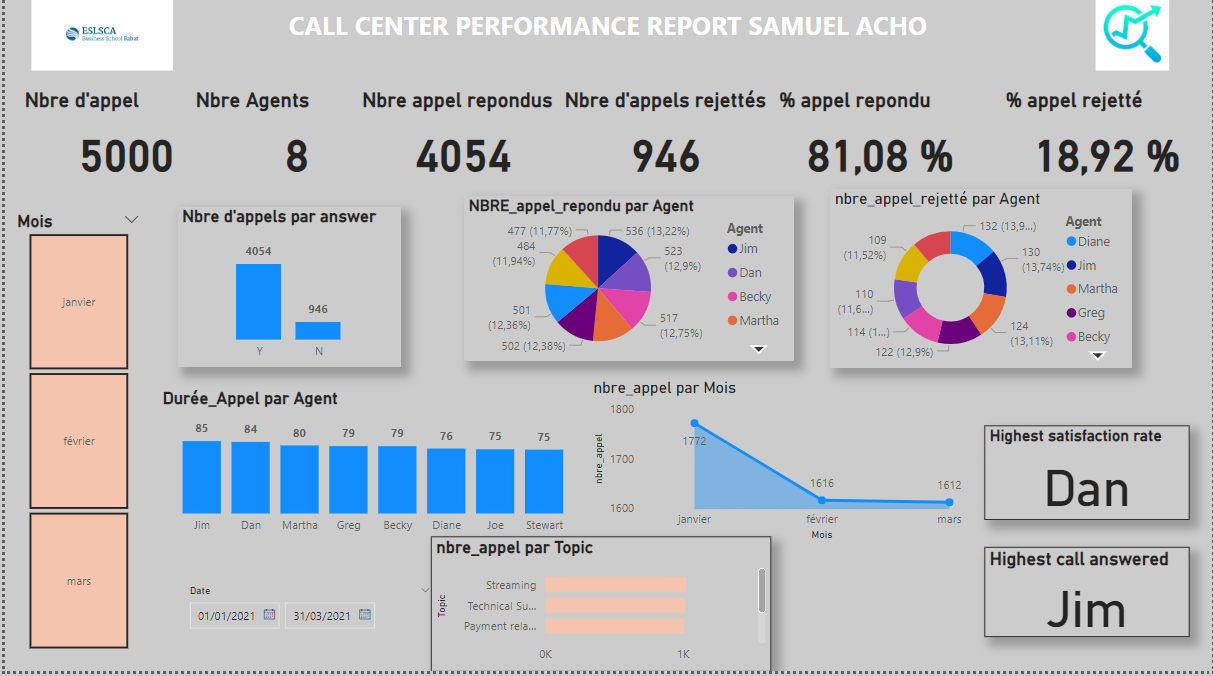 ESLSCA
Business School Rabat
CALL CENTER PERFORMANCE REPORT SAMUEL ACHO
Nbre d'appel
5000
Nbre Agents
8
Nbre appel repondus
4054
Nbre d'appels rejettés
946
% appel repondu
81,08 %
% appel rejetté
18,92 %
Mois
janvier
février
mars
Nbre d'appels par answer
4054
946
Y
N
NBRE_appel_repondu par Agent
536 (13,22%)
523
(12,9%)
517
(12,75%)
502 (12,38%)
501
(12,36%)
484
(11,94%)
477 (11,77%)
Agent
Jim
Dan
Becky
Martha
nbre_appel_rejetté par Agent
132 (13,9...)
130
(13,74%)
124
(13,11%)
122 (12,9%)
114 (1...)
110
(11,6...)
109
(11,52%)
Agent
Diane
Jim
Martha
Greg
Becky
Durée_Appel par Agent
85
84
80
79
79
76
75
75
Jim
Dan
Martha
Greg
Becky
Diane
Joe
Stewart
nbre_appel par Mois
nbre_appel
1800
1700
1600
1772
1616
1612
janvier
février
mars
Mois
Highest satisfaction rate
Dan
Highest call answered
Jim
Date
01/01/2021
31/03/2021
nbre_appel par Topic
Topic
Streaming
Technical Su...
Payment rela...
0K
1K